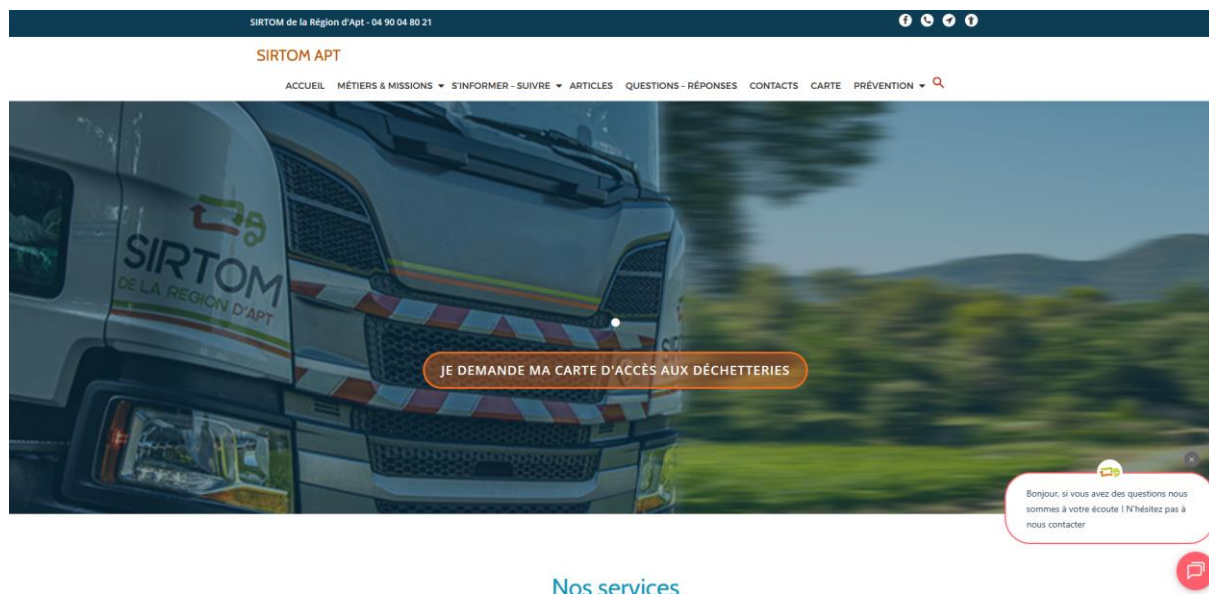 SIRTOM de la Région d'Apt - 04 90 04 80 21
SIRTOM APT
ACCUEIL MÉTIERS & MISSIONS S'INFORMER - SUIVRE ARTICLES QUESTIONS - RÉPONSES CONTACTS CARTE PRÉVENTION
SIRTOM
DE LA REGION D'APT
JE DEMANDE MA CARTE D'ACCÈS AUX DÉCHETTERIES
Bonjour, si vous avez des questions nous
sommes à votre écoute ! N'hésitez pas à
nous contacter
Nos services